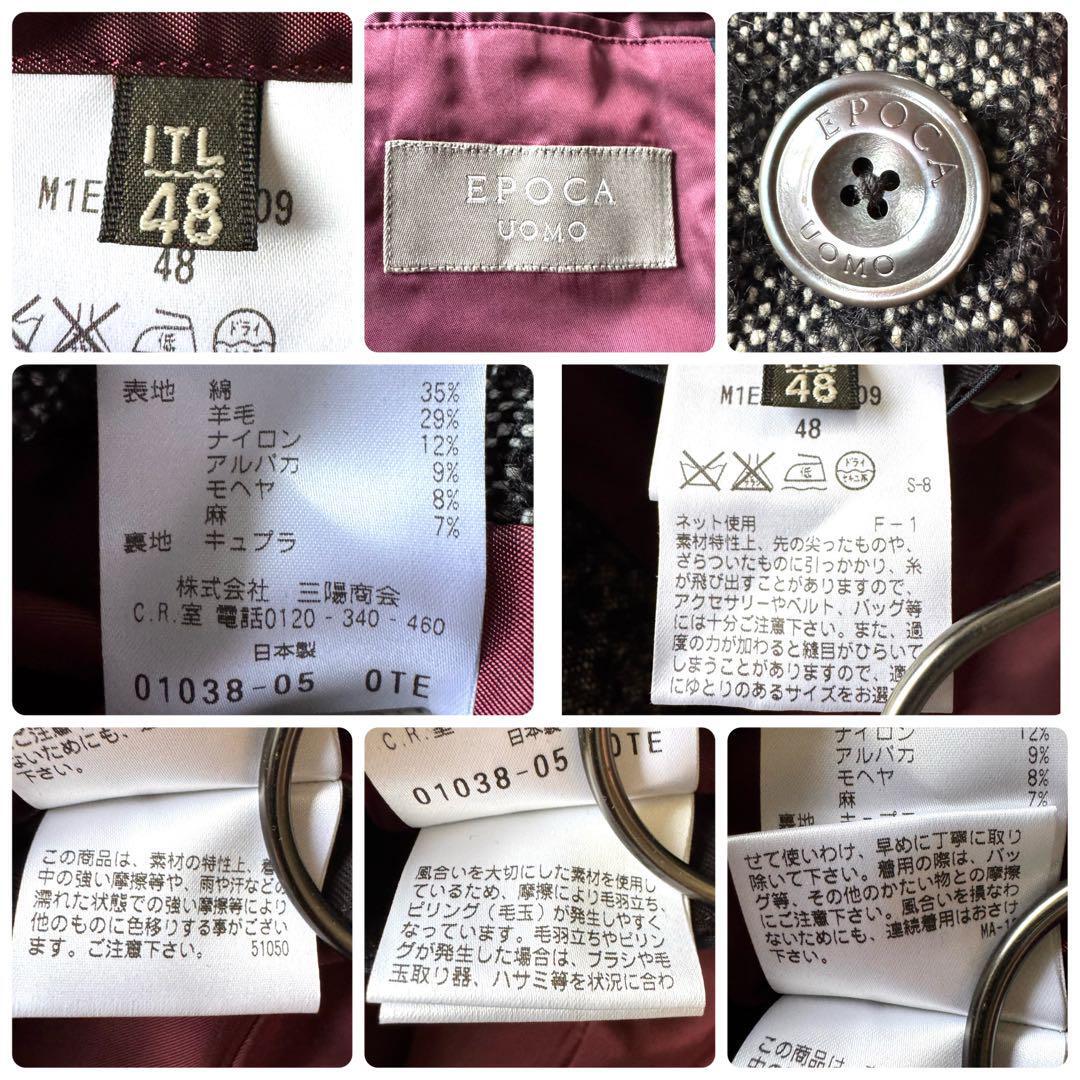 ITL
48
M1E 09
48
低
ドライ
EPOCA
UOMO
EPOCA
UOMO
表地 綿 35%
羊毛 29%
ナイロン 12%
アルパカ 9%
モヘヤ 8%
麻 7%
裏地 キュプラ
株式会社 三陽商会
C.R.室 電話0120-340-460
日本製
01038-05 OTE
48
M1E 09
48
低
ドライ
S-8
ネット使用 F-1
素材特性上、先の尖ったものや、
ざらついたものに引っかかり、糸
が飛び出すことがありますので、
アクセサリーやベルト、バッグ等
には十分ご注意下さい。また、過
度の力が加わると縫目がひらいて
しまうことがありますので、適
にゆとりのあるサイズをお選
ご注意
ないためにも、
下さい。
この商品は、素材の特性上、着
中の強い摩擦等や、雨や汗などの
濡れた状態での強い摩擦等により
他のものに色移りする事がござい
ます。ご注意下さい。 51050
C.R.室
日本製
01038-05 OTE
風合いを大切にした素材を使用し
ているため、摩擦により毛羽立ち、
ピリング(毛玉)が発生しやすく
なっています。毛羽立ちやピリン
グが発生した場合は、ブラシや毛
玉取り器、ハサミ等を状況に合わ
ナイロン 12%
アルパカ 9%
モヘヤ 8%
麻 7%
せて使いわけ、早めに丁寧に取り
除いて下さい。着用の際は、バッ
グ等、その他のかたい物との摩擦
にご注意下さい。風合いを損なわ
ないためにも、連続着用はおさけ
下さい。
この商品は、